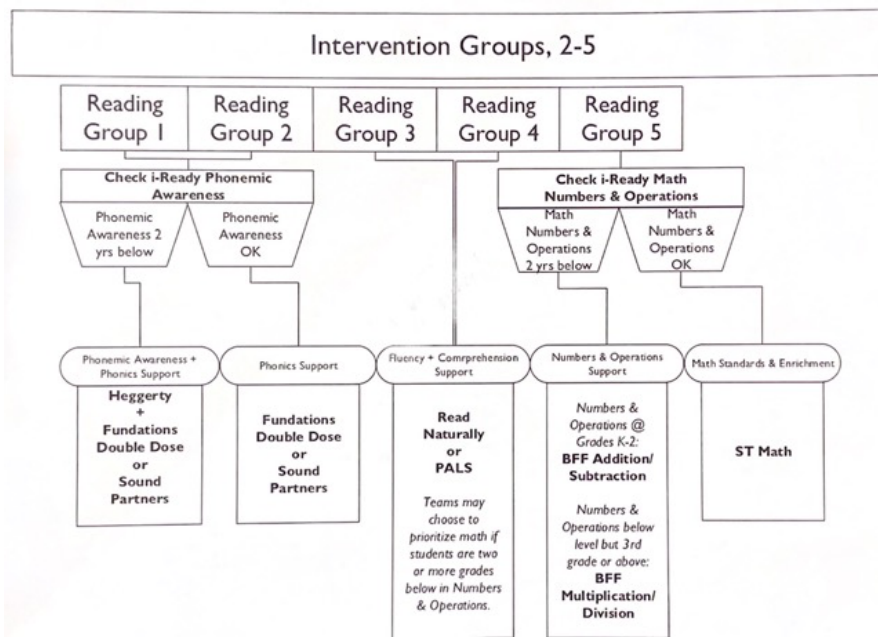 Intervention Groups, 2-5
Reading
Group 1
Reading
Group 2
Reading
Group 3
Reading
Group 4
Reading
Group 5
Check i-Ready Phonemic
Awareness
Phonemic
Awareness 2
yrs below
Phonemic
Awareness
OK
Check i-Ready Math
Numbers & Operations
Math
Numbers &
Operations
2 yrs below
Math
Numbers &
Operations
OK
Phonemic Awareness +
Phonics Support
Heggerty
+
Fundations
Double Dose
or
Sound
Partners
Phonics Support
Fundations
Double Dose
or
Sound
Partners
Fluency + Comrprehension
Support
Read
Naturally
or
PALS
Teams may
choose to
prioritize math if
students are two
or more grades
below in Numbers
& Operations.
Numbers & Operations
Support
Numbers &
Operations @
Grades K-2:
BFF Addition/
Subtraction
Numbers &
Operations below
level but 3rd
grade or above:
BFF
Multiplication/
Division
Math Standards & Enrichment
ST Math